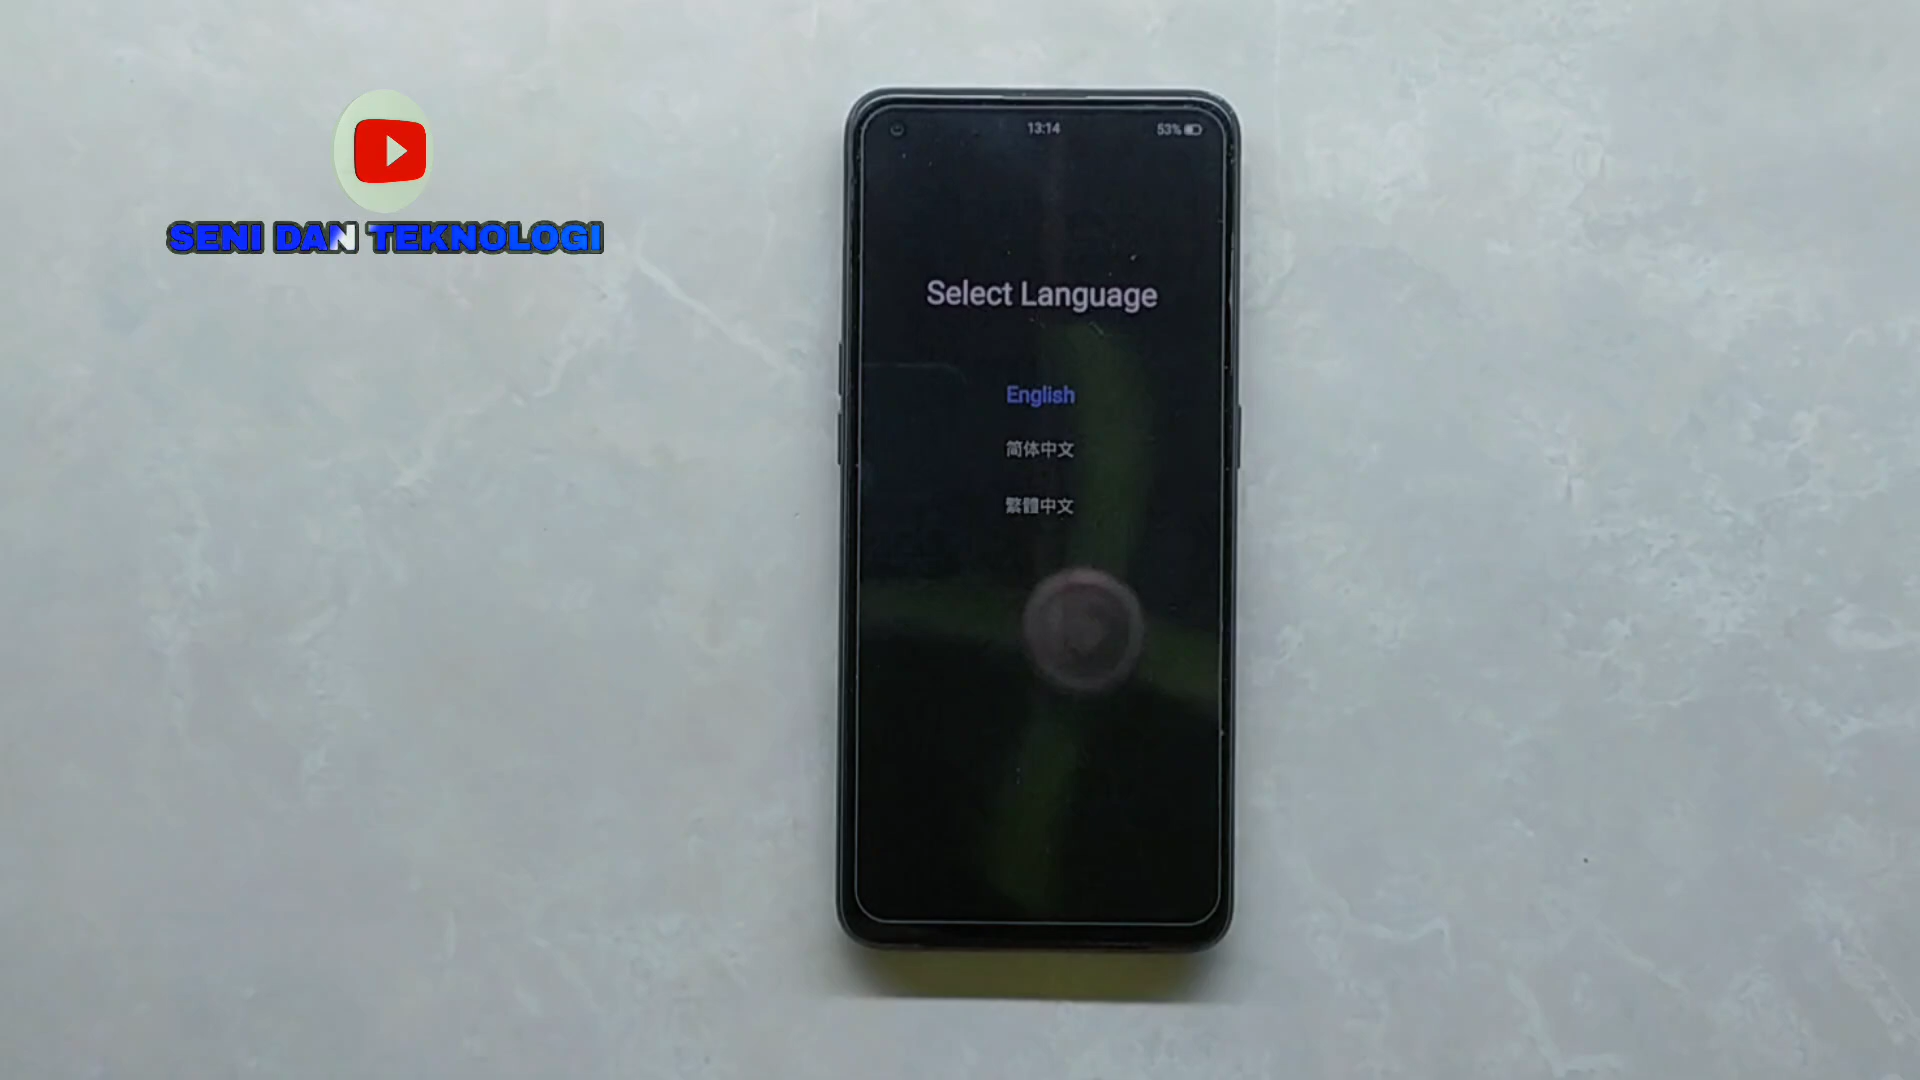 SENI DAN TEKNOLOGI
13:14
53%
Select Language
English
简体中文
繁體中文